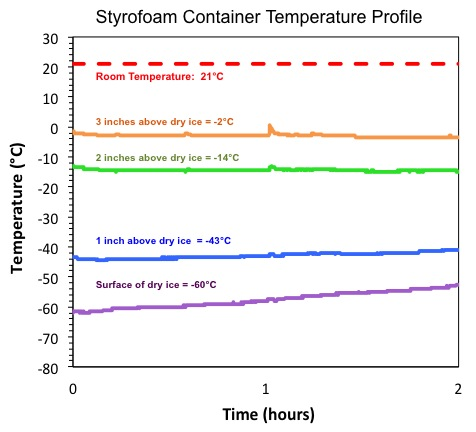 Styrofoam Container Temperature Profile
30
20
Room Temperature:  21°C
10
3 inches above dry ice = -2°C
0
2 inches above dry ice = -14°C
-10
-20
-30
1 inch above dry ice  = -43°C
-40
-50
Surface of dry ice = -60°C
-60
-70
-80
Temperature (°C)
0
1
2
Time (hours)